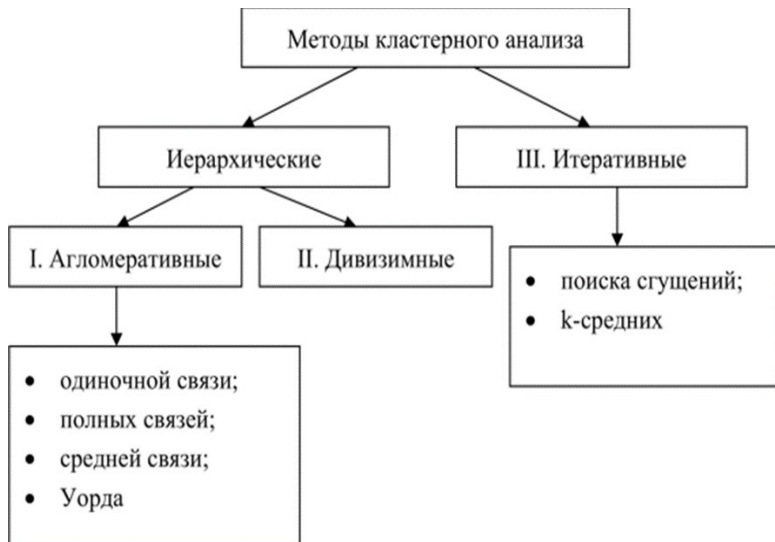 Методы кластерного анализа
Иерархические
III. Итеративные
I. Агломеративные
II. Дивизимные
• поиска сгущений;
• k-средних
• одиночной связи;
• полных связей;
• средней связи;
• Уорда